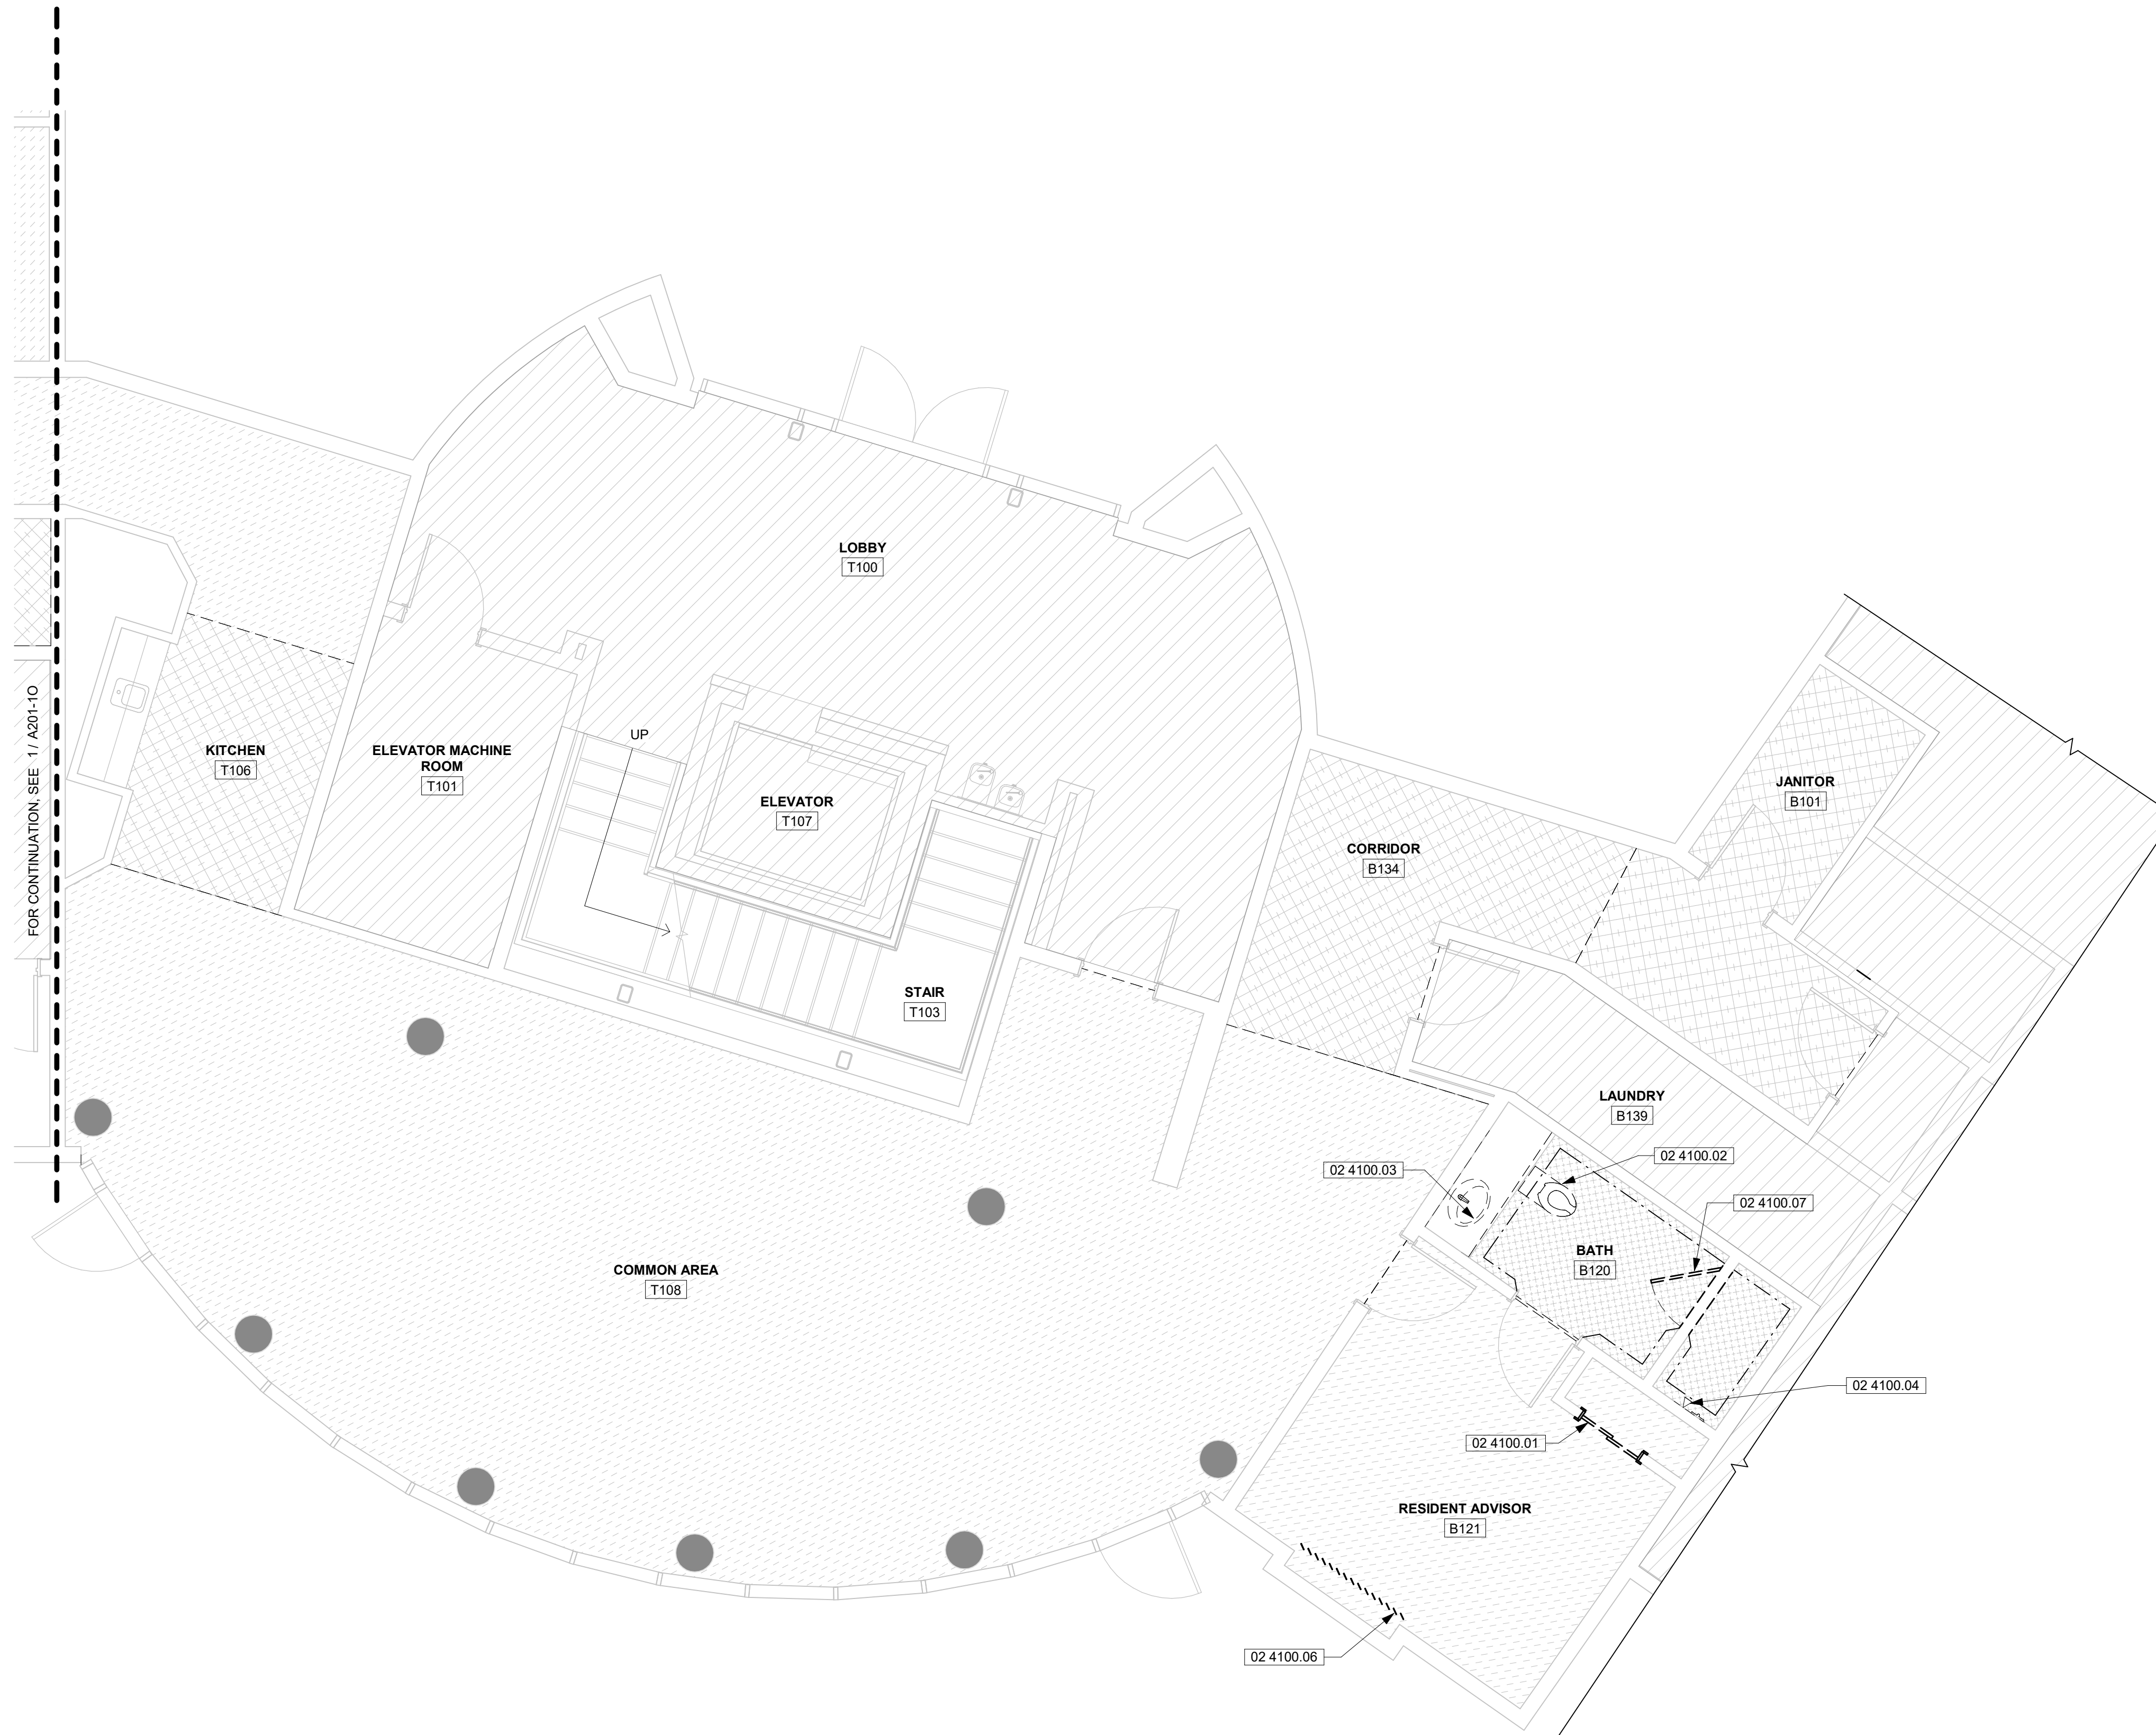 LOBBY
T100
FOR CONTINUATION, SEE 1 / A201-1O
KITCHEN
T106
ELEVATOR MACHINE
ROOM
T101
UP
ELEVATOR
T107
JANITOR
B101
CORRIDOR
B134
STAIR
T103
LAUNDRY
B139
02 4100.03
02 4100.02
02 4100.07
BATH
B120
COMMON AREA
T108
02 4100.04
02 4100.01
RESIDENT ADVISOR
B121
02 4100.06